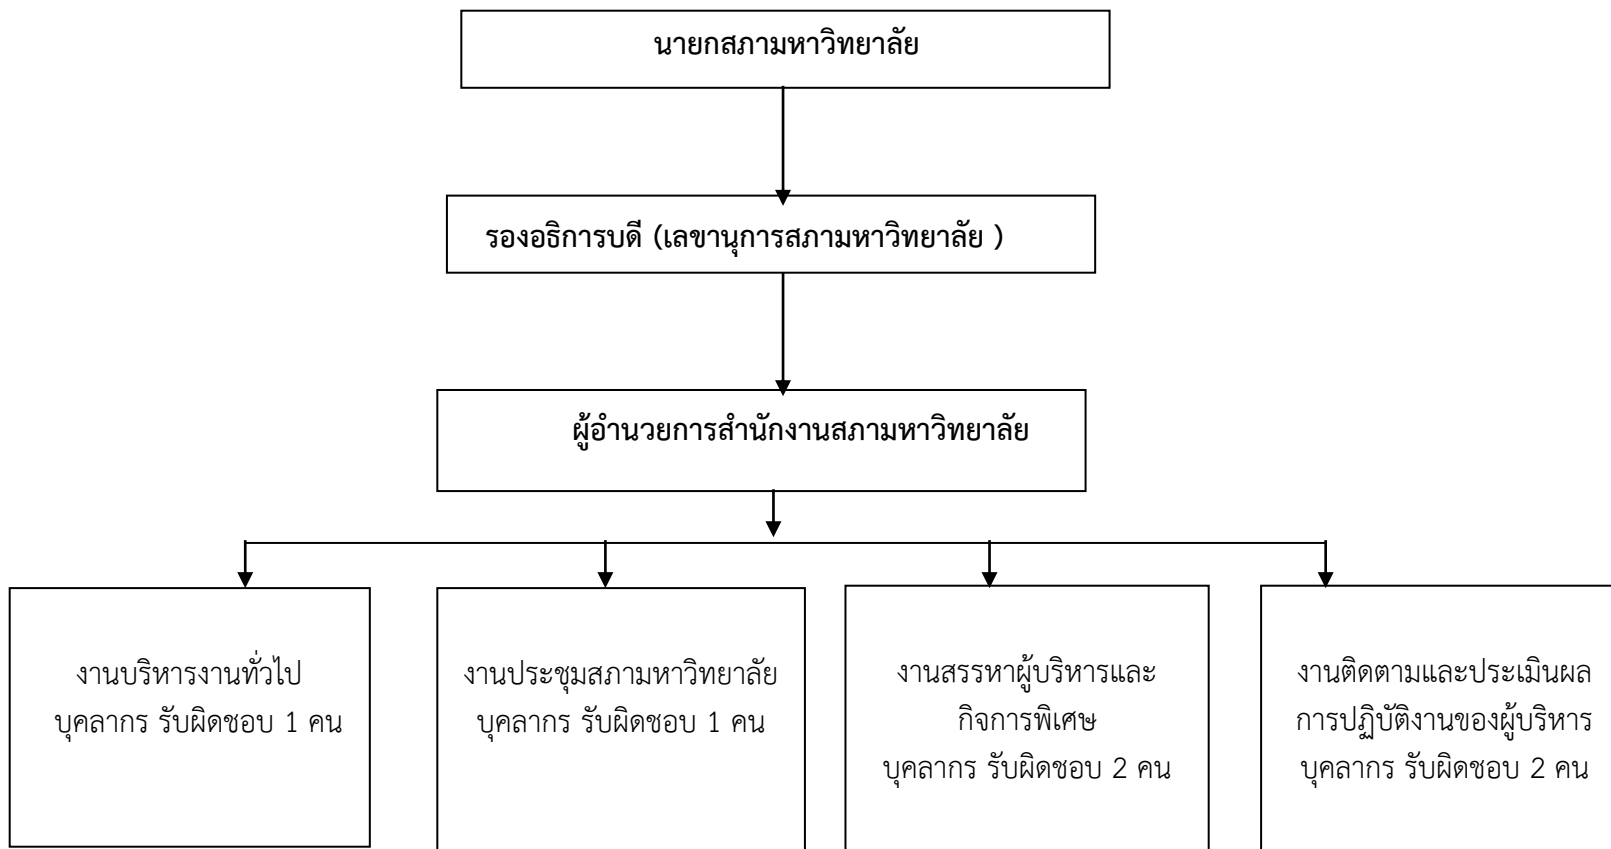 นายกสภามหาวิทยาลัย
รองอธิการบดี (เลขานุการสภามหาวิทยาลัย )
ผู้อำนวยการสำนักงานสภามหาวิทยาลัย
งานบริหารงานทั่วไป
บุคลากร รับผิดชอบ 1 คน
งานประชุมสภามหาวิทยาลัย
บุคลากร รับผิดชอบ 1 คน
งานสรรหาผู้บริหารและ
กิจการพิเศษ
บุคลากร รับผิดชอบ 2 คน
งานติดตามและประเมินผล
การปฏิบัติงานของผู้บริหาร
บุคลากร รับผิดชอบ 2 คน